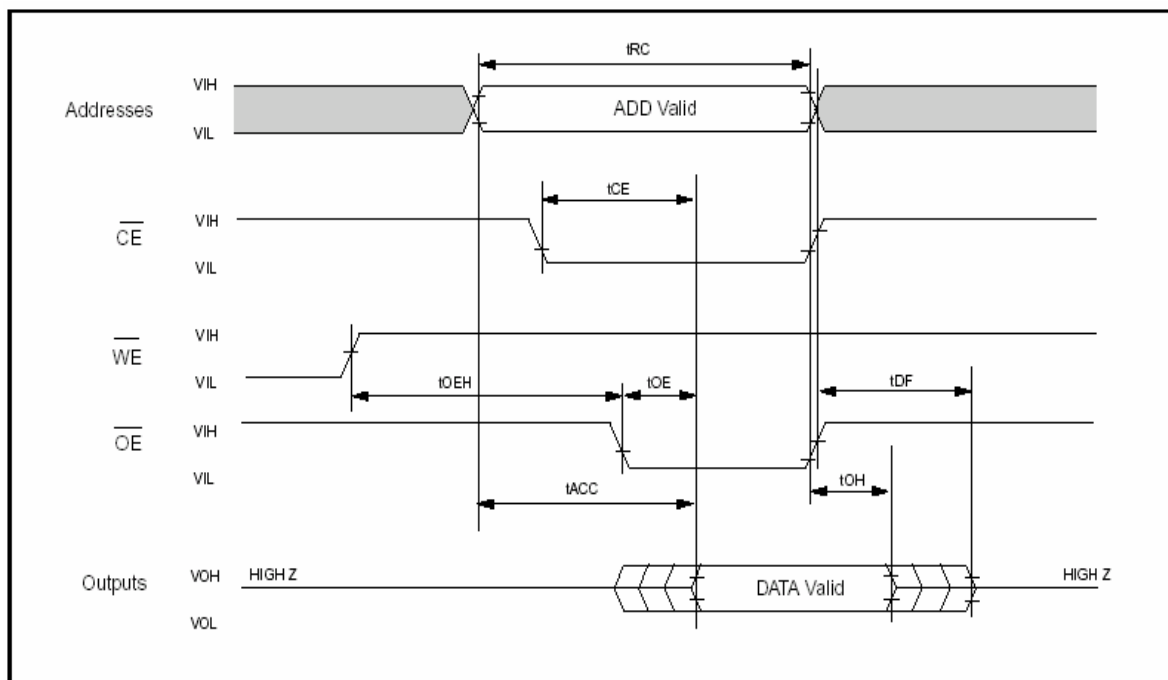 tRC
VIH
Addresses
ADD Valid
VIL
tCE
VIH
CE
VIL
VIH
WE
VIL
tOEH
tOE
tDF
VIH
OE
VIL
tACC
tOH
VOH
HIGH Z
Outputs
DATA Valid
HIGH Z
VOL